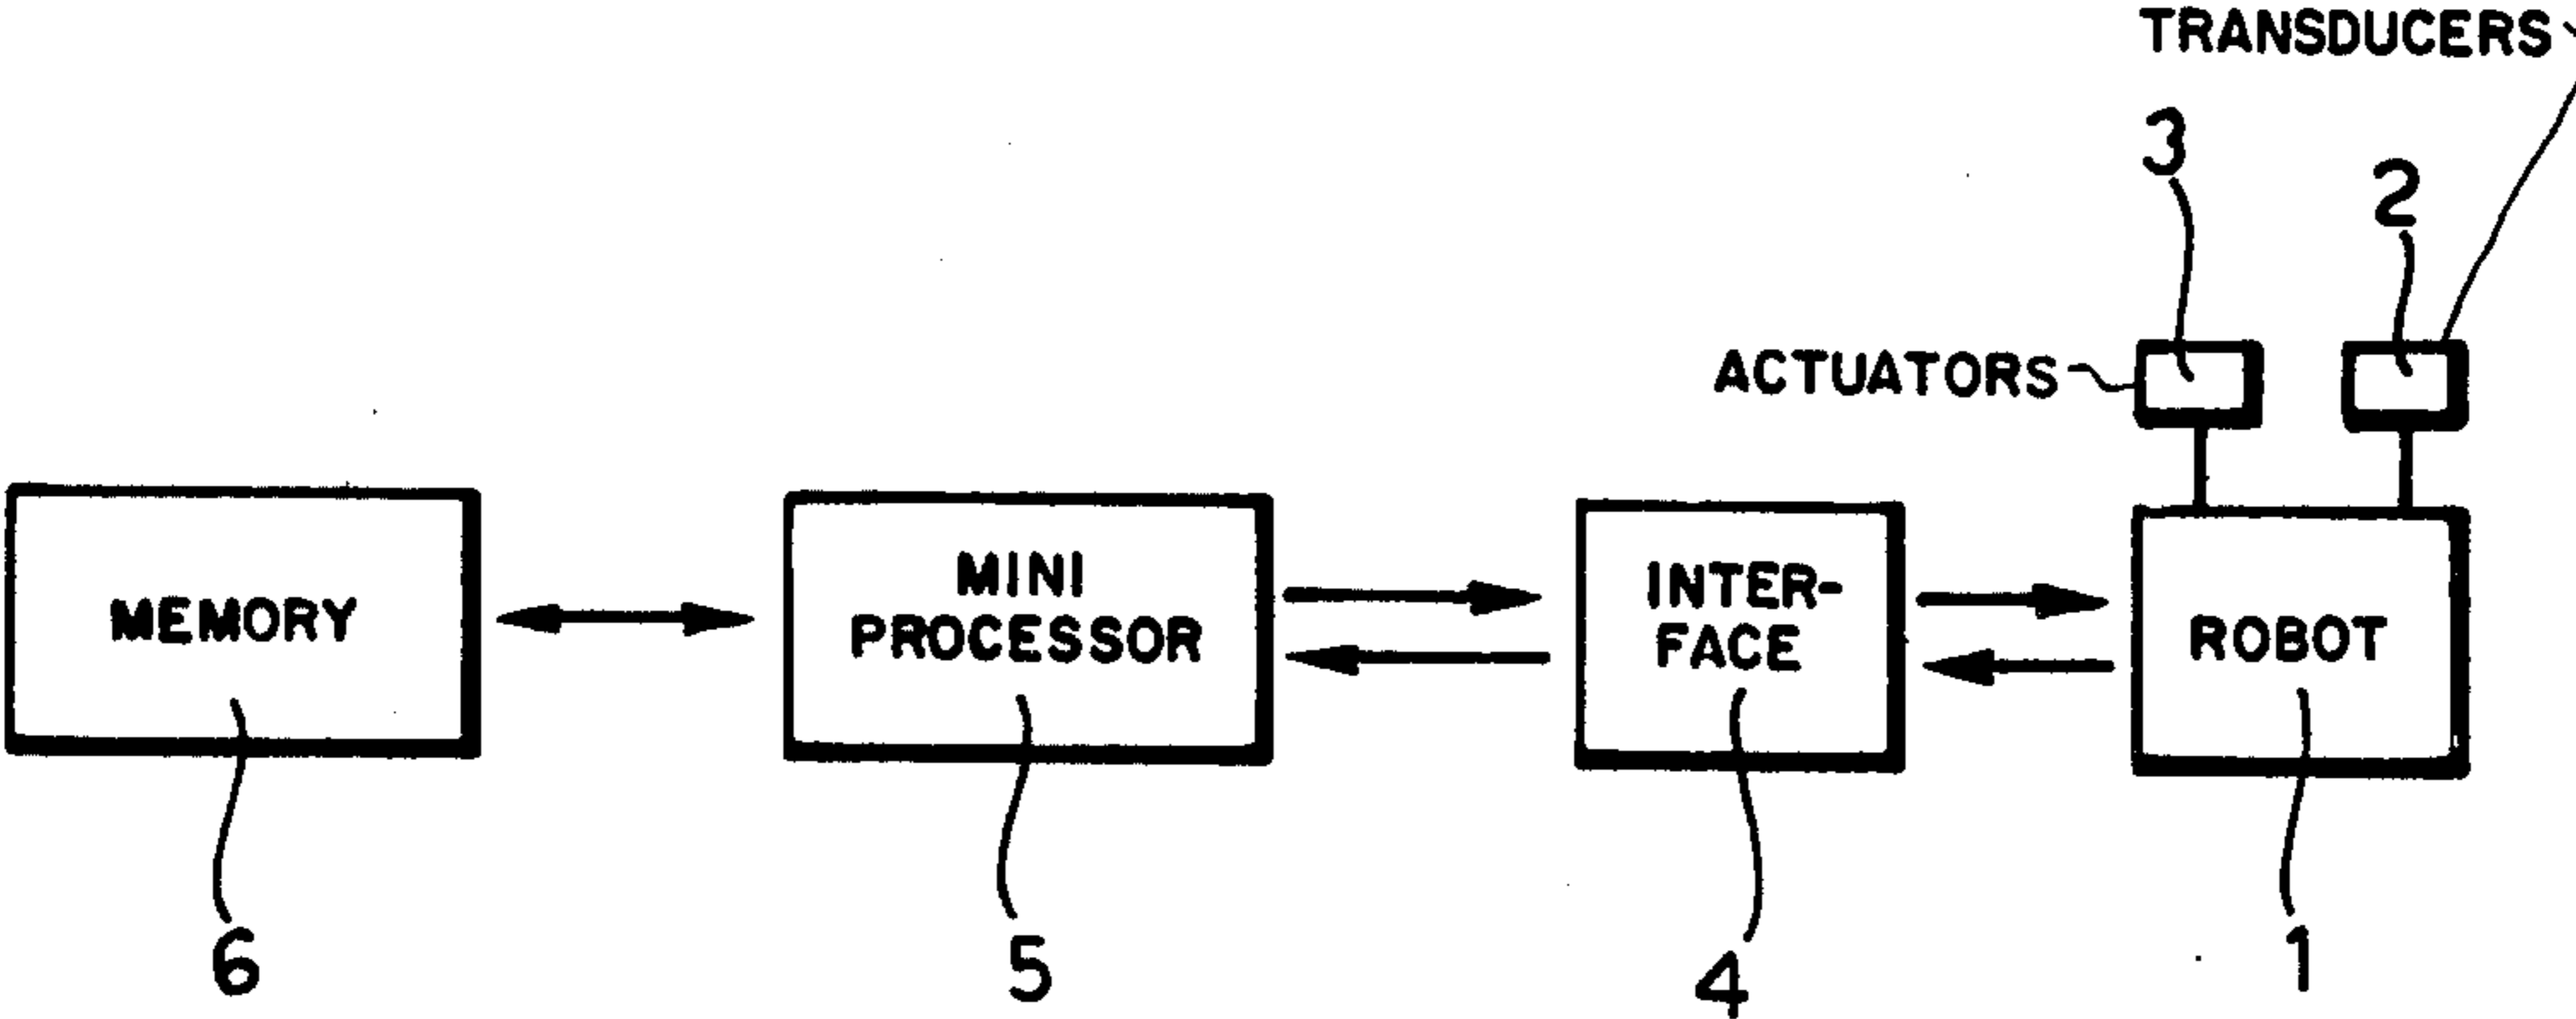 TRANSDUCERS
3
2
ACTUATORS
MEMORY
MINI
PROCESSOR
INTER-
FACE
ROBOT
6
5
4
1